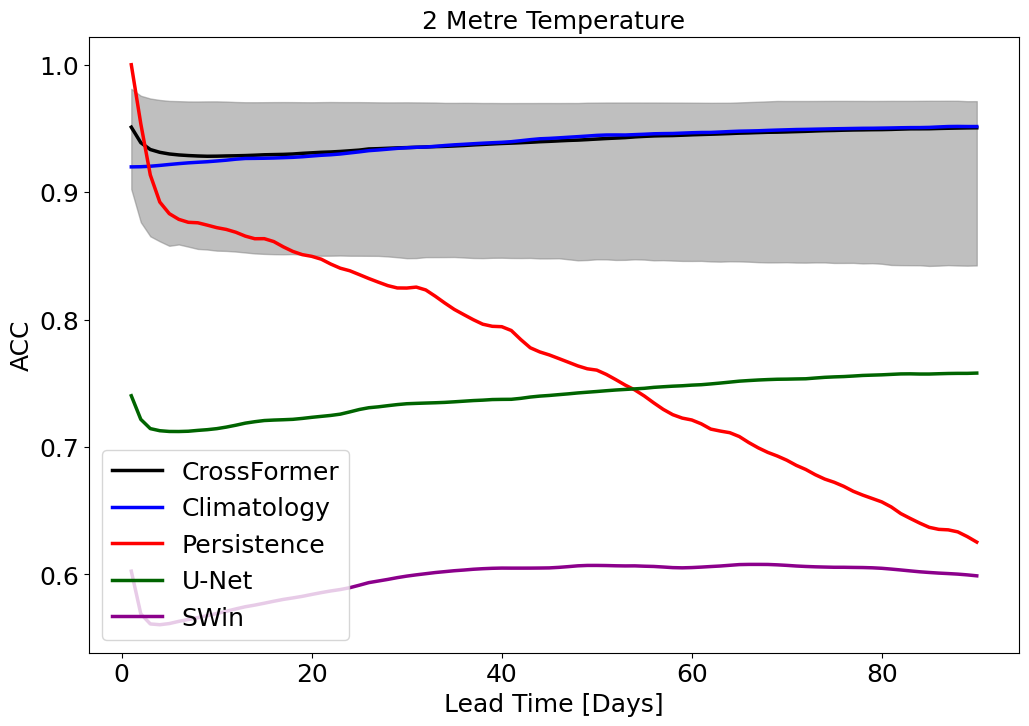 2 Metre Temperature
ACC
1.0
0.9
0.8
0.7
0.6
CrossFormer
Climatology
Persistence
U-Net
SWin
0 20 40 60 80
Lead Time [Days]